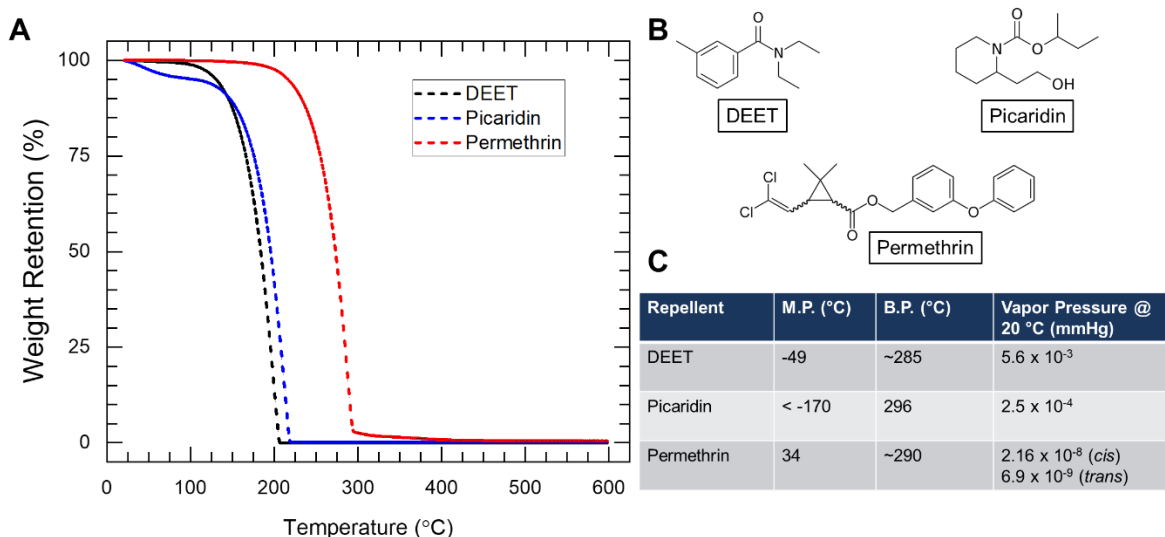 A
Weight Retention (%)
100
75
50
25
0
0 100 200 300 400 500 600
Temperature (°C)
DEET
Picaridin
Permethrin
B
O
N
DEET
O
N
O
OH
Picaridin
Cl
Cl
O
O
O
Permethrin
C
Repellent M.P. (°C) B.P. (°C) Vapor Pressure @
20 °C (mmHg)
DEET -49 ~285 5.6 x 10⁻³
Picaridin < -170 296 2.5 x 10⁻⁴
Permethrin 34 ~290 2.16 x 10⁻⁸ (cis)
6.9 x 10⁻⁹ (trans)